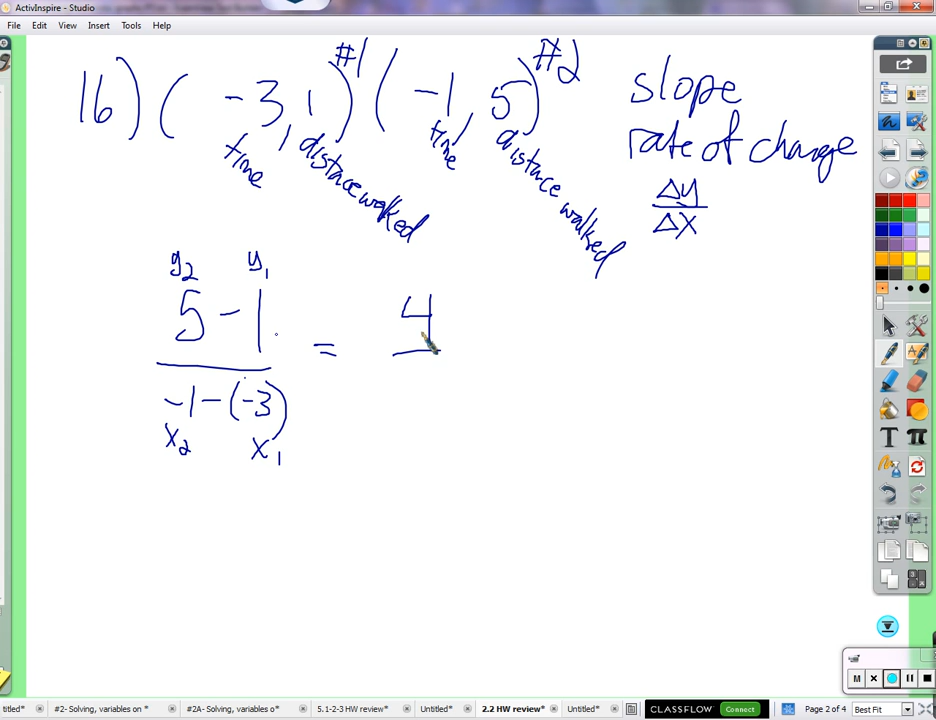 ActivInspire - Studio
File Edit View Insert Tools Help
#1 #2
16) ( -3, 1 ) ( -1, 5 )
time distance walked time distance walked
slope
rate of change
Δy
ΔX
y2 y1
5 - 1 = 4
-1 - (-3)
x2 x1
M
titled* #2- Solving, variables on * #2A- Solving, variables o* 5.1-2-3 HW review* Untitled* 2.2 HW review* Untitled* CLASSFLOW Connect Page 2 of 4 Best Fit